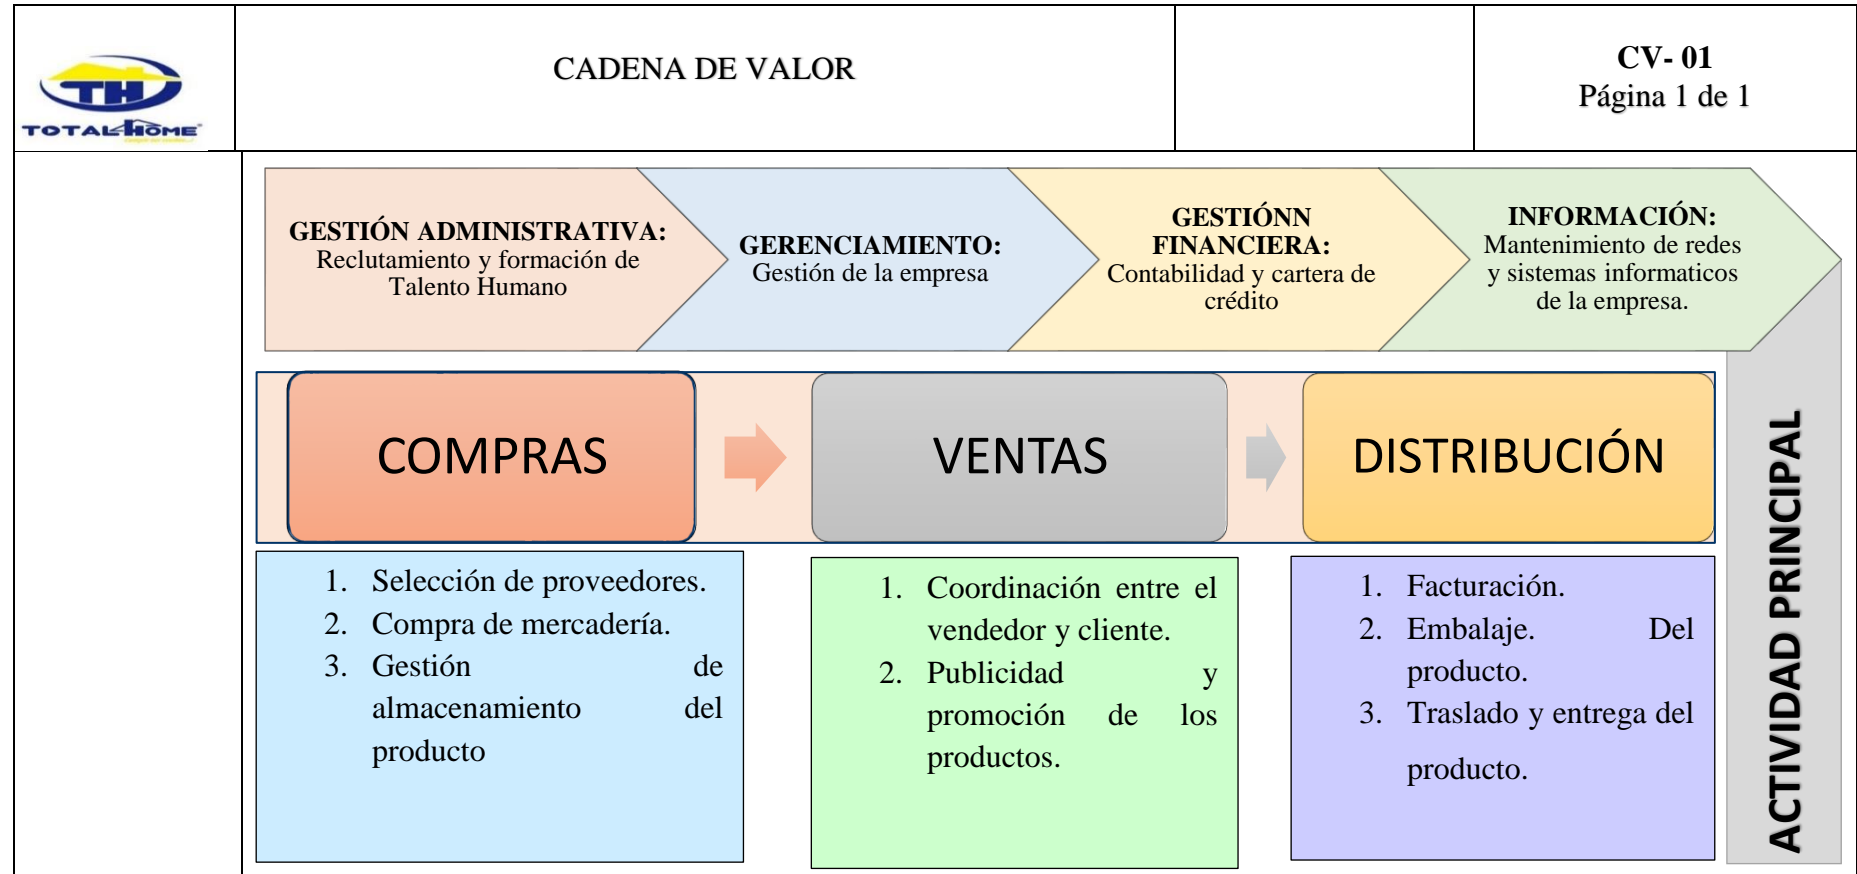 TH
TOTAL HOME
CADENA DE VALOR
CV- 01
Página 1 de 1
GESTIÓN ADMINISTRATIVA:
Reclutamiento y formación de
Talento Humano
GERENCIAMIENTO:
Gestión de la empresa
GESTIÓNN
FINANCIERA:
Contabilidad y cartera de
crédito
INFORMACIÓN:
Mantenimiento de redes
y sistemas informaticos
de la empresa.
COMPRAS
VENTAS
DISTRIBUCIÓN
1. Selección de proveedores.
2. Compra de mercadería.
3. Gestión de
almacenamiento del
producto
1. Coordinación entre el
vendedor y cliente.
2. Publicidad y
promoción de los
productos.
1. Facturación.
2. Embalaje. Del
producto.
3. Traslado y entrega del
producto.
ACTIVIDAD PRINCIPAL